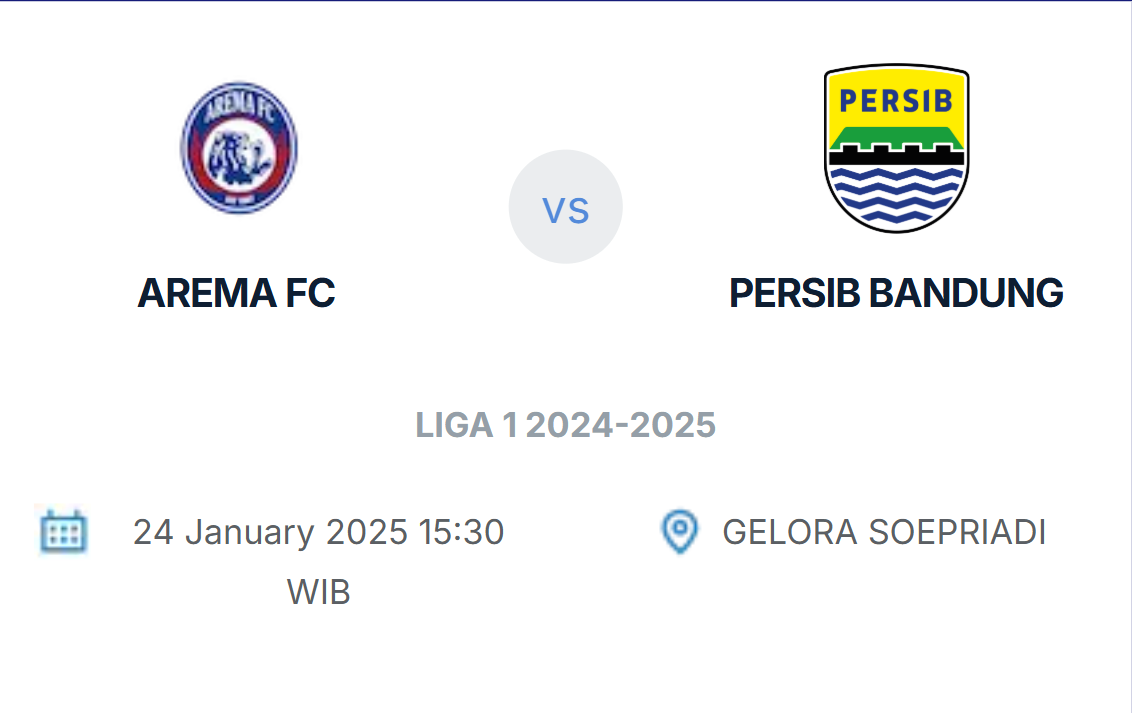 AREMA FC
PERSIB
VS
AREMA FC
PERSIB BANDUNG
LIGA 1 2024-2025
24 January 2025 15:30
WIB
GELORA SOEPRIADI